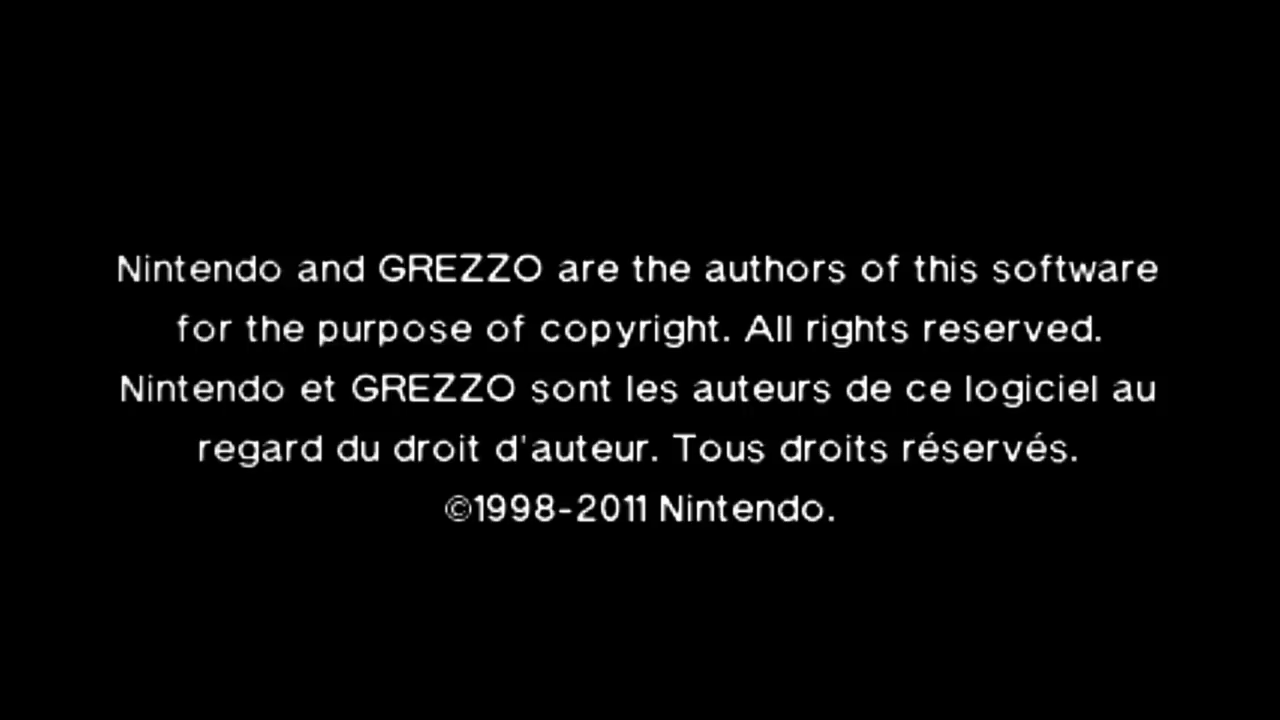 Nintendo and GREZZO are the authors of this software
for the purpose of copyright. All rights reserved.
Nintendo et GREZZO sont les auteurs de ce logiciel au
regard du droit d'auteur. Tous droits réservés.
©1998-2011 Nintendo.